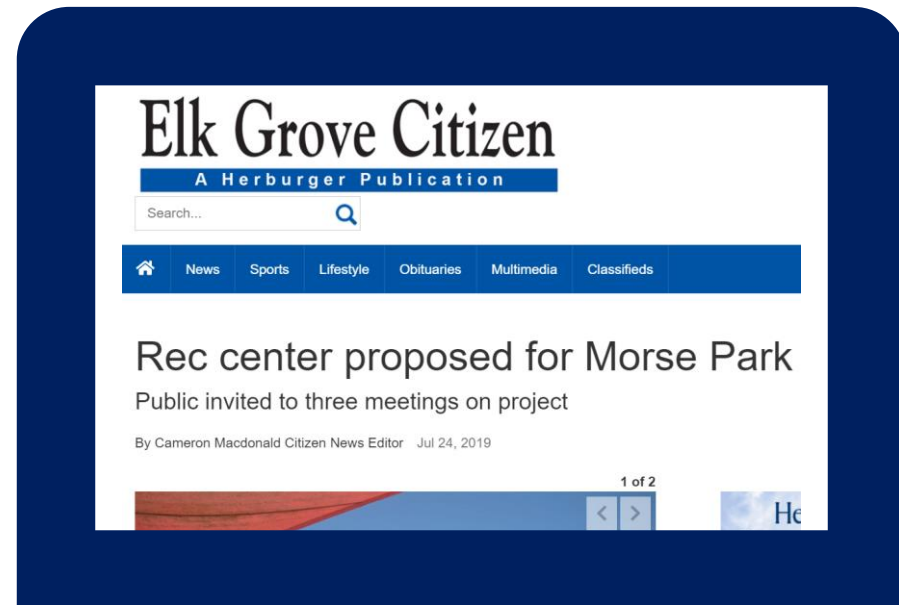 Elk Grove Citizen
A Herburger Publication
Search...
News Sports Lifestyle Obituaries Multimedia Classifieds
Rec center proposed for Morse Park
Public invited to three meetings on project
By Cameron Macdonald Citizen News Editor Jul 24, 2019
1 of 2
He